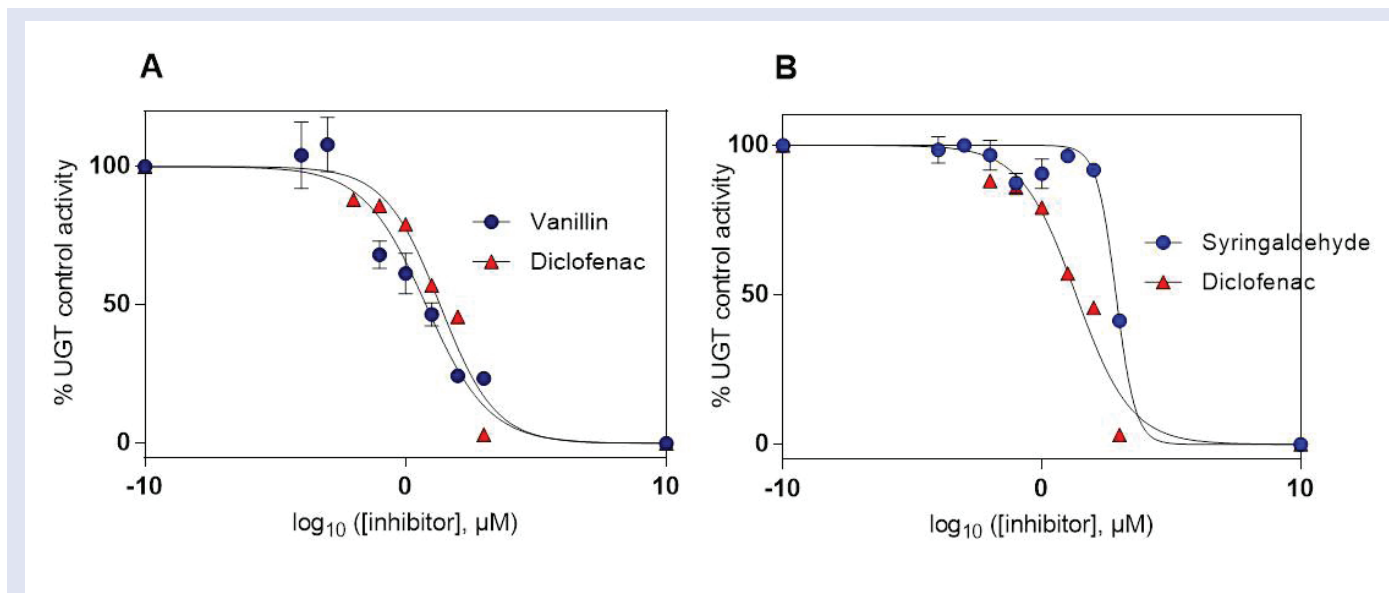 A
% UGT control activity
100
50
0
-10
0
10
log10 ([inhibitor], µM)
Vanillin
Diclofenac
B
% UGT control activity
100
50
0
-10
0
10
log10 ([inhibitor], µM)
Syringaldehyde
Diclofenac